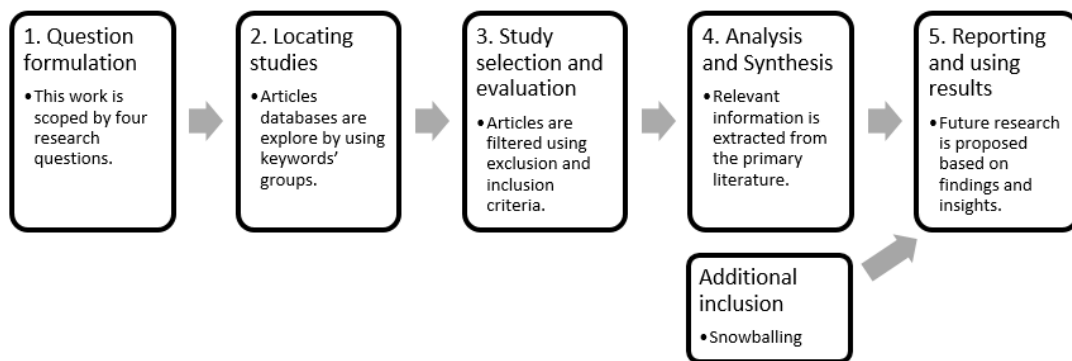 1. Question
formulation
•This work is
scoped by four
research
questions.
2. Locating
studies
•Articles
databases are
explore by using
keywords'
groups.
3. Study
selection and
evaluation
•Articles are
filtered using
exclusion and
inclusion
criteria.
4. Analysis
and Synthesis
•Relevant
information is
extracted from
the primary
literature.
5. Reporting
and using
results
•Future research
is proposed
based on
findings and
insights.
Additional
inclusion
•Snowballing